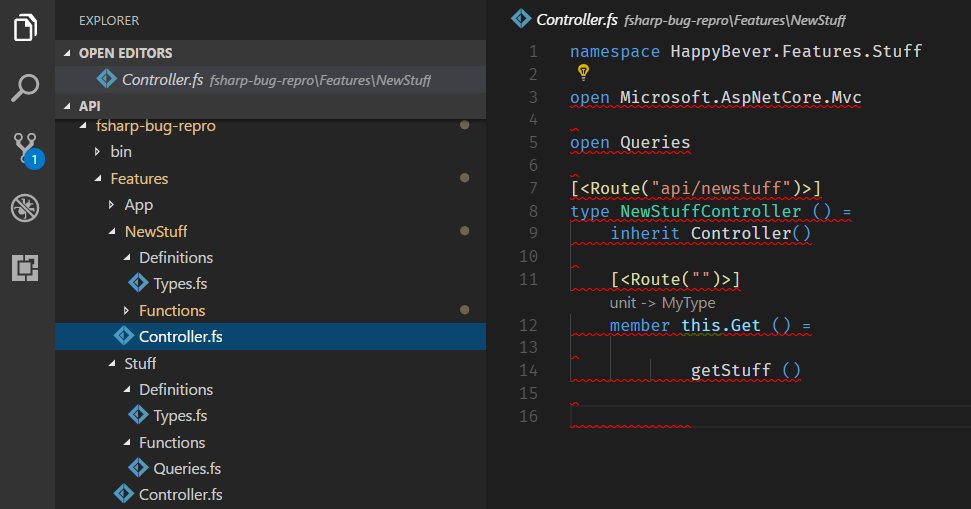 EXPLORER
OPEN EDITORS
Controller.fs fsharp-bug-repro\Features\NewStuff
API
fsharp-bug-repro
bin
Features
App
NewStuff
Definitions
Types.fs
Functions
Controller.fs
Stuff
Definitions
Types.fs
Functions
Queries.fs
Controller.fs
1
Controller.fs fsharp-bug-repro\Features\NewStuff
1 namespace HappyBever.Features.Stuff
2
3 open Microsoft.AspNetCore.Mvc
4
5 open Queries
6
7 [<Route("api/newstuff")>]
8 type NewStuffController () =
9 inherit Controller()
10
11 [<Route("")>]
unit -> MyType
12 member this.Get () =
13
14 getStuff ()
15
16